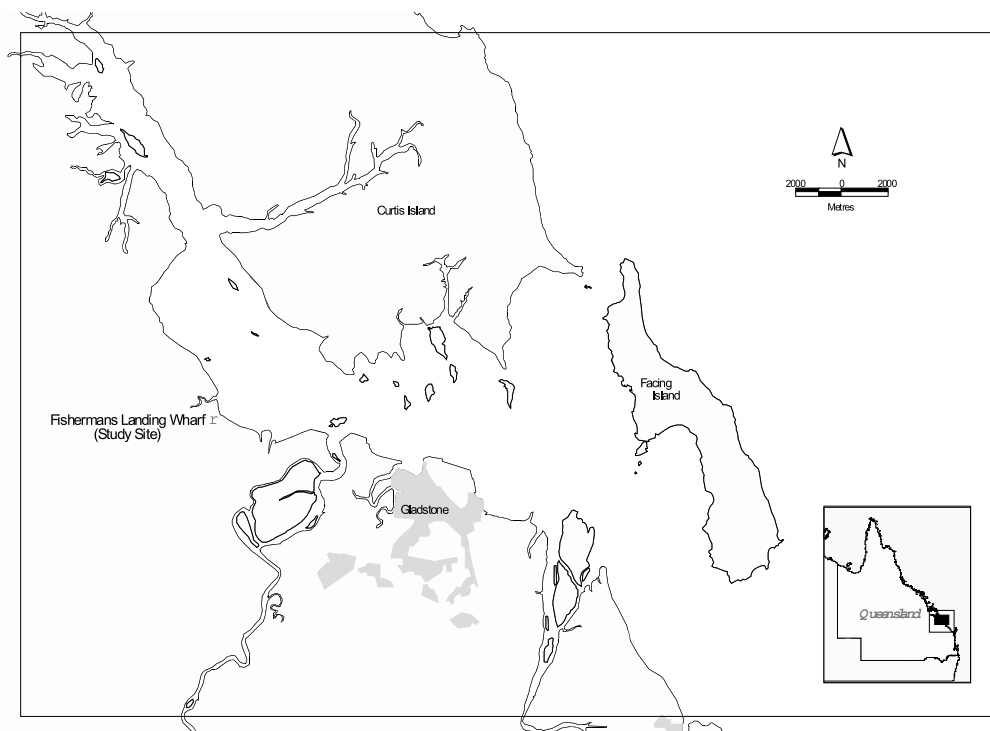 Curtis Island
N
2000 0 2000
Metres
Facing
Island
Fishermans Landing Wharf r
(Study Site)
Gladstone
Queensland